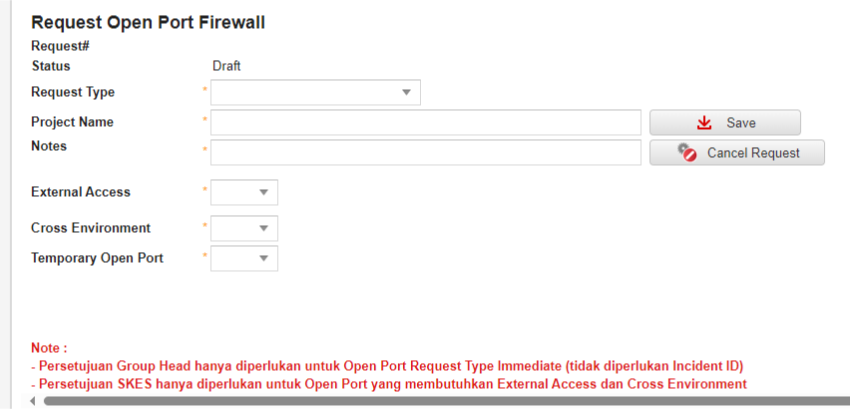 Request Open Port Firewall
Request#
Status Draft
Request Type *
Project Name * Save
Notes * Cancel Request
External Access *
Cross Environment *
Temporary Open Port *
Note :
- Persetujuan Group Head hanya diperlukan untuk Open Port Request Type Immediate (tidak diperlukan Incident ID)
- Persetujuan SKES hanya diperlukan untuk Open Port yang membutuhkan External Access dan Cross Environment